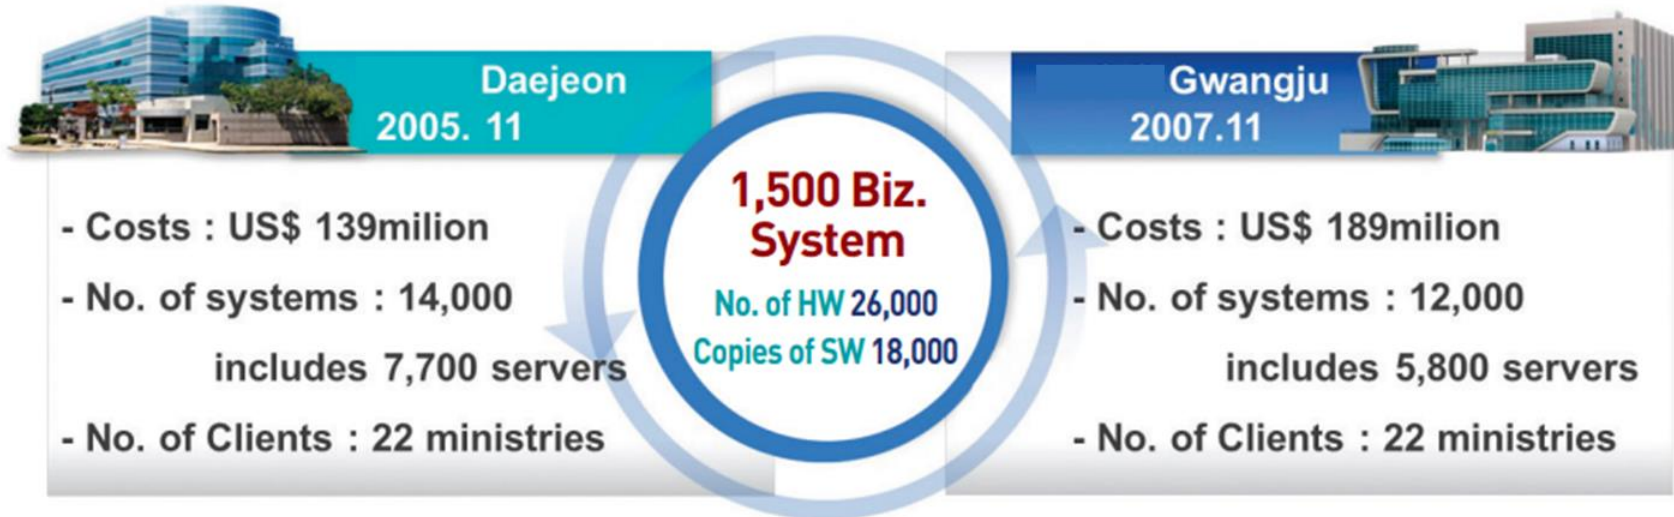 Daejeon
2005. 11
- Costs : US$ 139milion
- No. of systems : 14,000
includes 7,700 servers
- No. of Clients : 22 ministries
1,500 Biz.
System
No. of HW 26,000
Copies of SW 18,000
Gwangju
2007.11
- Costs : US$ 189milion
- No. of systems : 12,000
includes 5,800 servers
- No. of Clients : 22 ministries